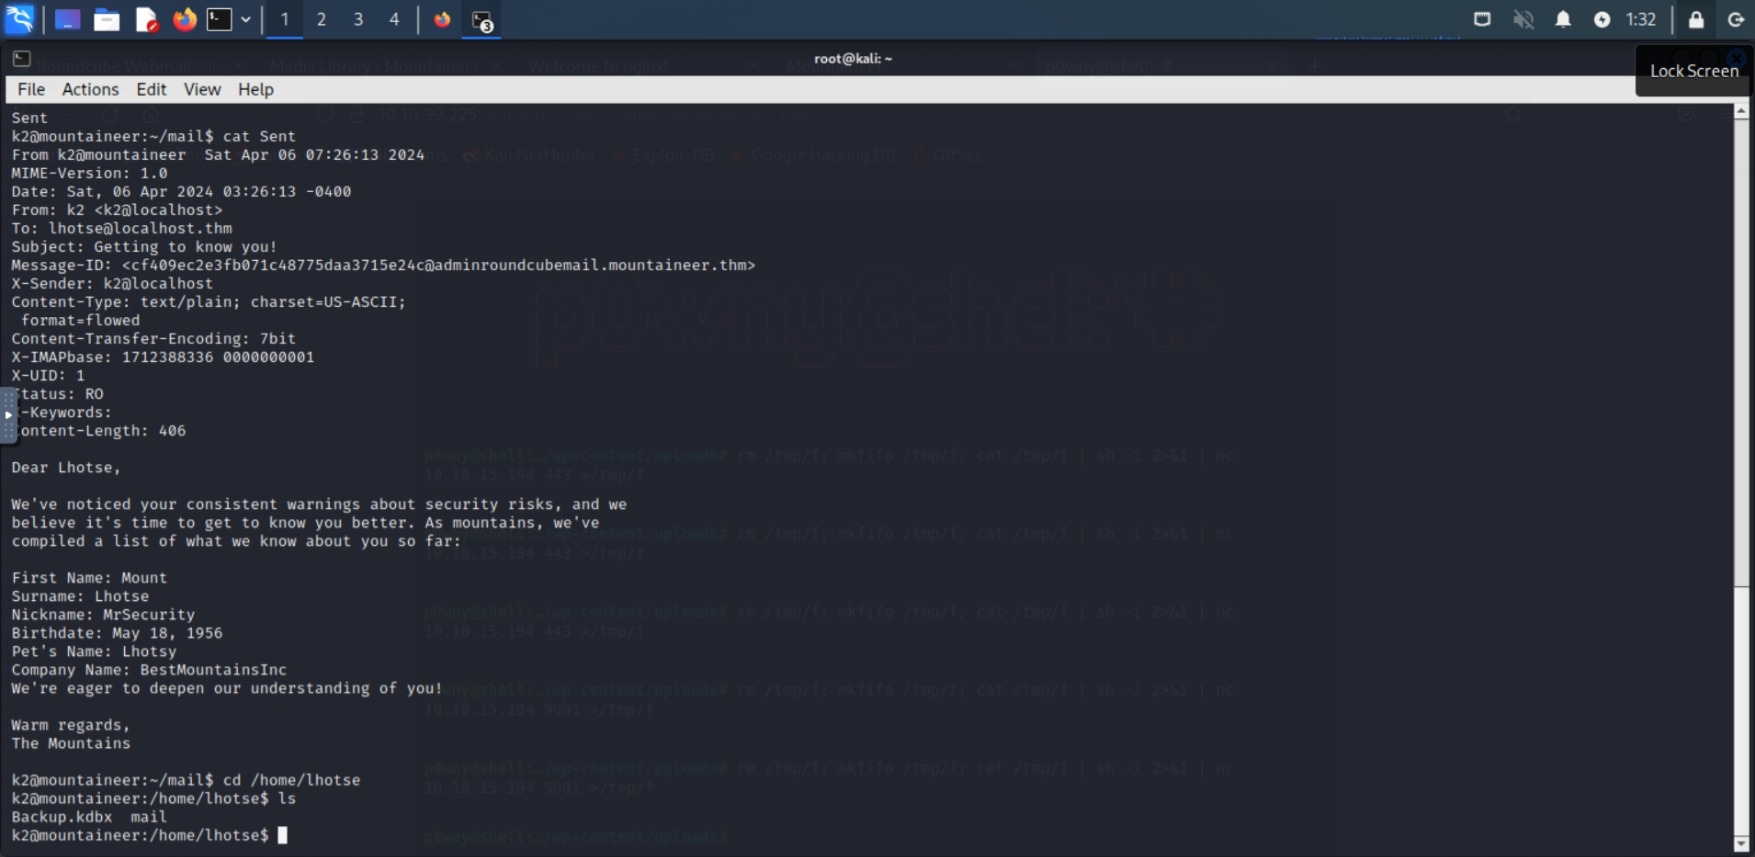 1 2 3 4
3
1:32
root@kali: ~
Lock Screen
File Actions Edit View Help
Sent
k2@mountaineer:~/mail$ cat Sent
From k2@mountaineer  Sat Apr 06 07:26:13 2024
MIME-Version: 1.0
Date: Sat, 06 Apr 2024 03:26:13 -0400
From: k2 <k2@localhost>
To: lhotse@localhost.thm
Subject: Getting to know you!
Message-ID: <cf409ec2e3fb071c48775daa3715e24c@adminroundcubemail.mountaineer.thm>
X-Sender: k2@localhost
Content-Type: text/plain; charset=US-ASCII;
 format=flowed
Content-Transfer-Encoding: 7bit
X-IMAPbase: 1712388336 0000000001
X-UID: 1
tatus: RO
-Keywords:
ontent-Length: 406
Dear Lhotse,
We've noticed your consistent warnings about security risks, and we
believe it's time to get to know you better. As mountains, we've
compiled a list of what we know about you so far:
First Name: Mount
Surname: Lhotse
Nickname: MrSecurity
Birthdate: May 18, 1956
Pet's Name: Lhotsy
Company Name: BestMountainsInc
We're eager to deepen our understanding of you!
Warm regards,
The Mountains
k2@mountaineer:~/mail$ cd /home/lhotse
k2@mountaineer:/home/lhotse$ ls
Backup.kdbx  mail
k2@mountaineer:/home/lhotse$